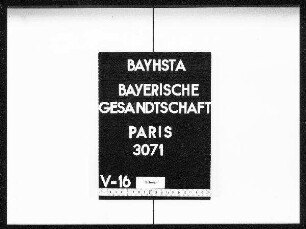 BAYHSTA
BAYERISCHE
GESANDTSCHAFT
PARIS
3071
V-16